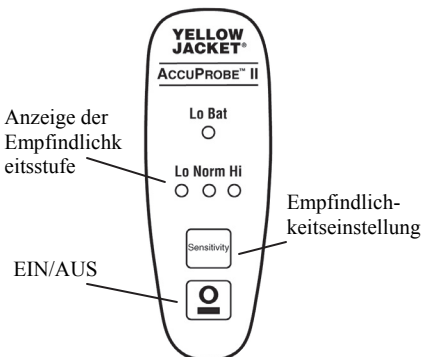 YELLOW
JACKET®
ACCUPROBE™ II
Lo Bat
Anzeige der
Empfindlichk
eitsstufe
Lo Norm Hi
Empfindlich-
keitseinstellung
Sensitivity
EIN/AUS